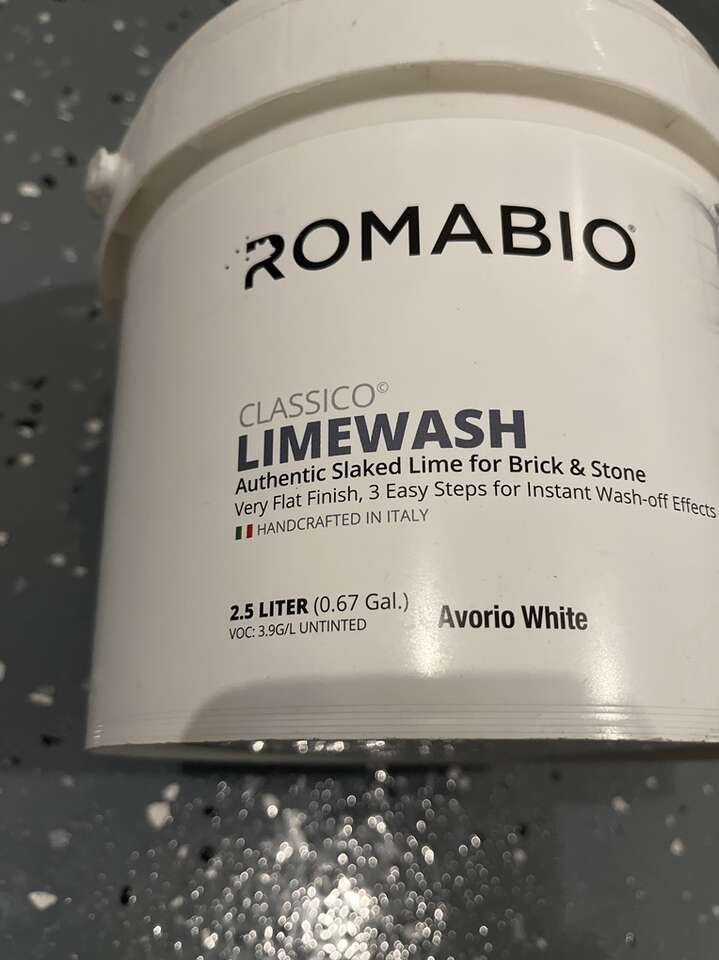 ROMABIO®
CLASSICO©
LIMEWASH
Authentic Slaked Lime for Brick & Stone
Very Flat Finish, 3 Easy Steps for Instant Wash-off Effects
HANDCRAFTED IN ITALY
2.5 LITER (0.67 Gal.)
VOC: 3.9G/L UNTINTED
Avorio White